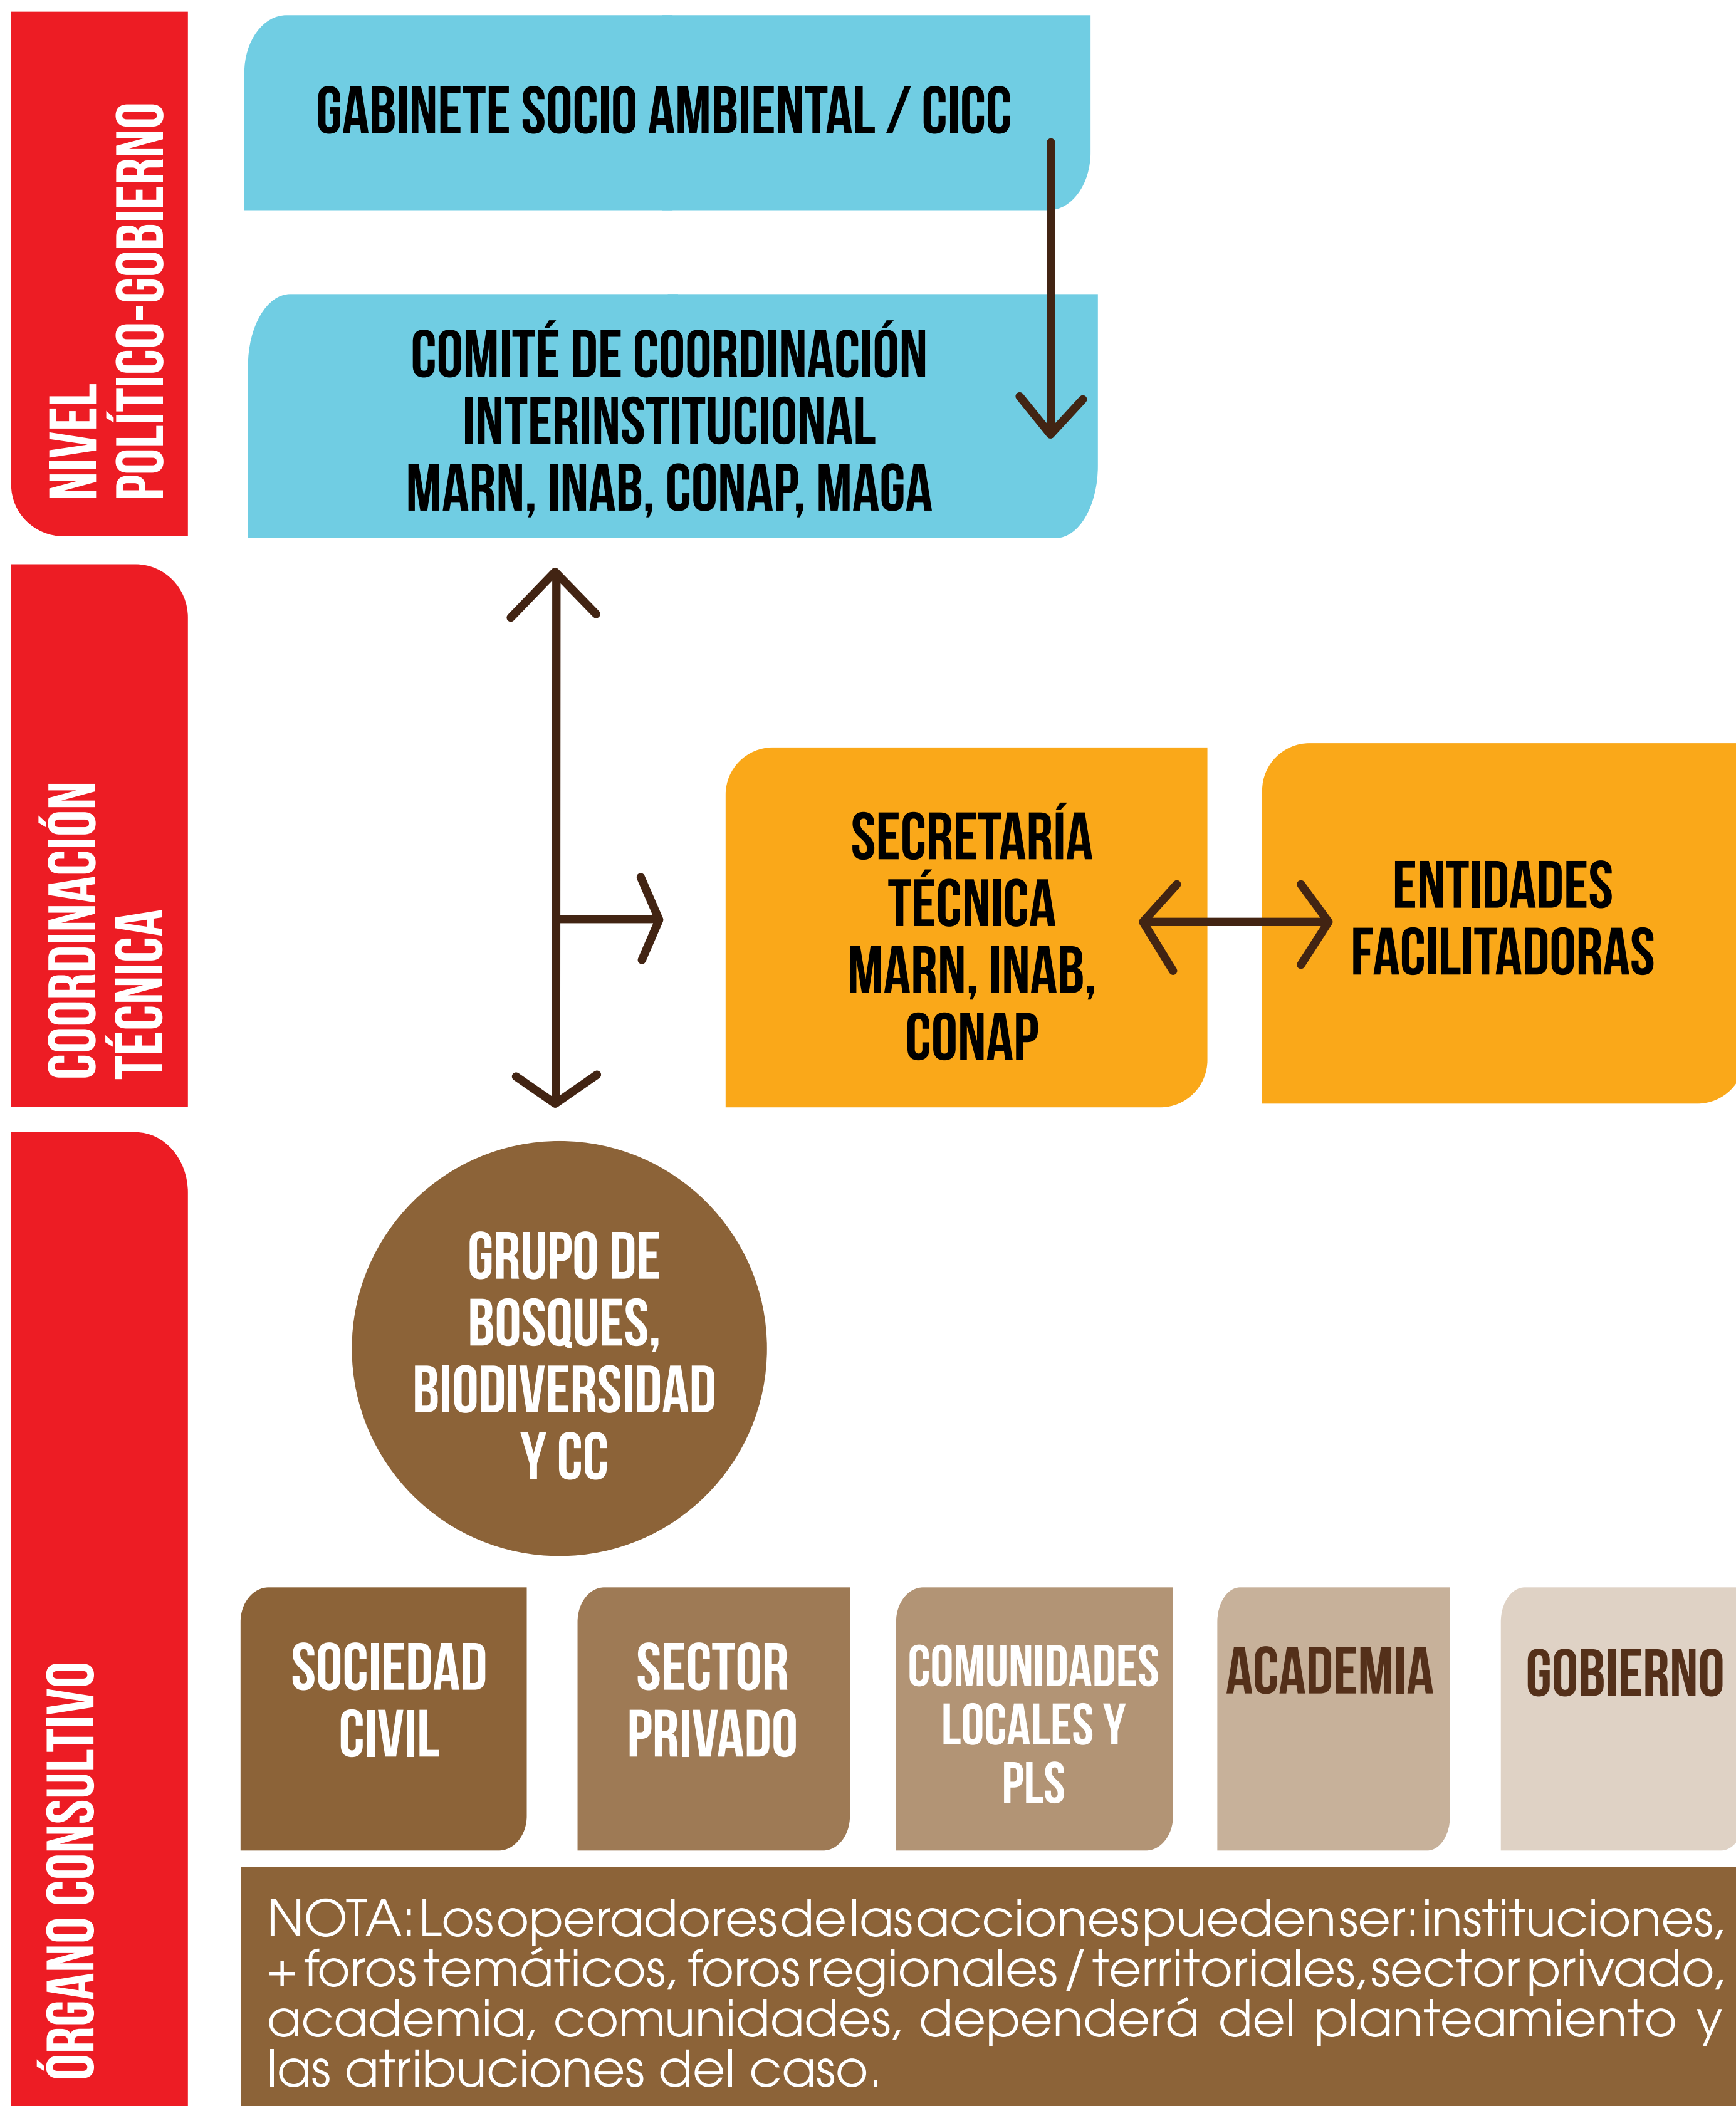 NIVEL
POLÍTICO-GOBIERNO
GABINETE SOCIO AMBIENTAL / CICC
COMITÉ DE COORDINACIÓN
INTERINSTITUCIONAL
MARN, INAB, CONAP, MAGA
COORDINACIÓN
TÉCNICA
SECRETARÍA
TÉCNICA
MARN, INAB,
CONAP
ENTIDADES
FACILITADORAS
ÓRGANO CONSULTIVO
GRUPO DE
BOSQUES,
BIODIVERSIDAD
Y CC
SOCIEDAD
CIVIL
SECTOR
PRIVADO
COMUNIDADES
LOCALES Y
PLS
ACADEMIA
GOBIERNO
NOTA: Los operadores de las acciones pueden ser: instituciones,
+ foros temáticos, foros regionales / territoriales, sector privado,
academia, comunidades, dependerá del planteamiento y
las atribuciones del caso.